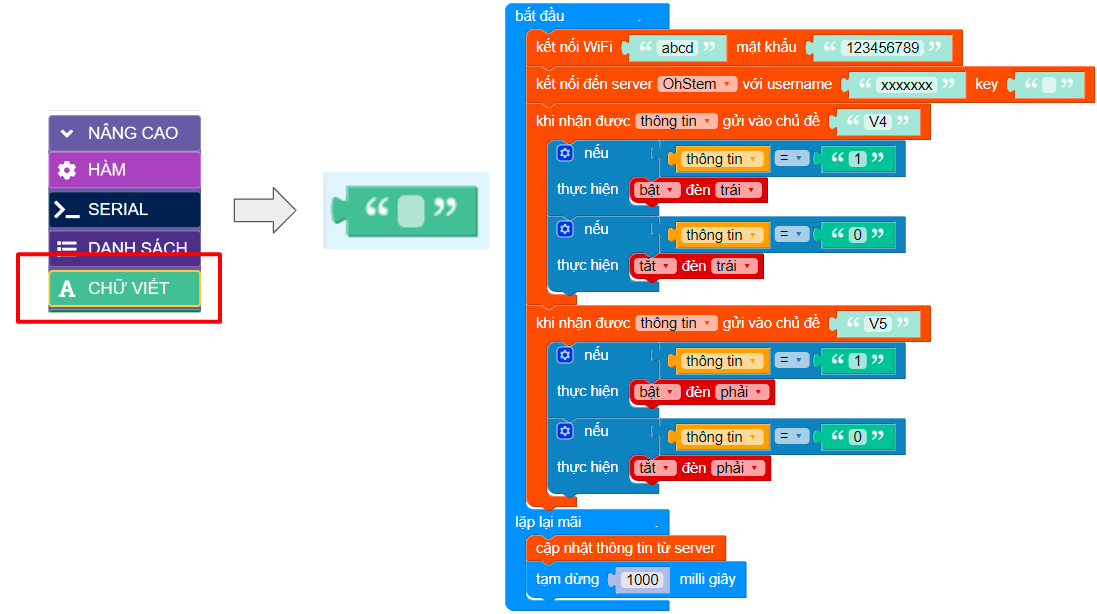 NÂNG CAO
HÀM
SERIAL
DANH SÁCH
CHỮ VIẾT
“ ”
bắt đầu
kết nối WiFi “ abcd ” mật khẩu “ 123456789 ”
kết nối đến server OhStem với username “ xxxxxxx ” key “ ”
khi nhận được thông tin gửi vào chủ đề “ V4 ”
nếu thông tin = “ 1 ”
thực hiện bật đèn trái
nếu thông tin = “ 0 ”
thực hiện tắt đèn trái
khi nhận được thông tin gửi vào chủ đề “ V5 ”
nếu thông tin = “ 1 ”
thực hiện bật đèn phải
nếu thông tin = “ 0 ”
thực hiện tắt đèn phải
lặp lại mãi
cập nhật thông tin từ server
tạm dừng 1000 milli giây